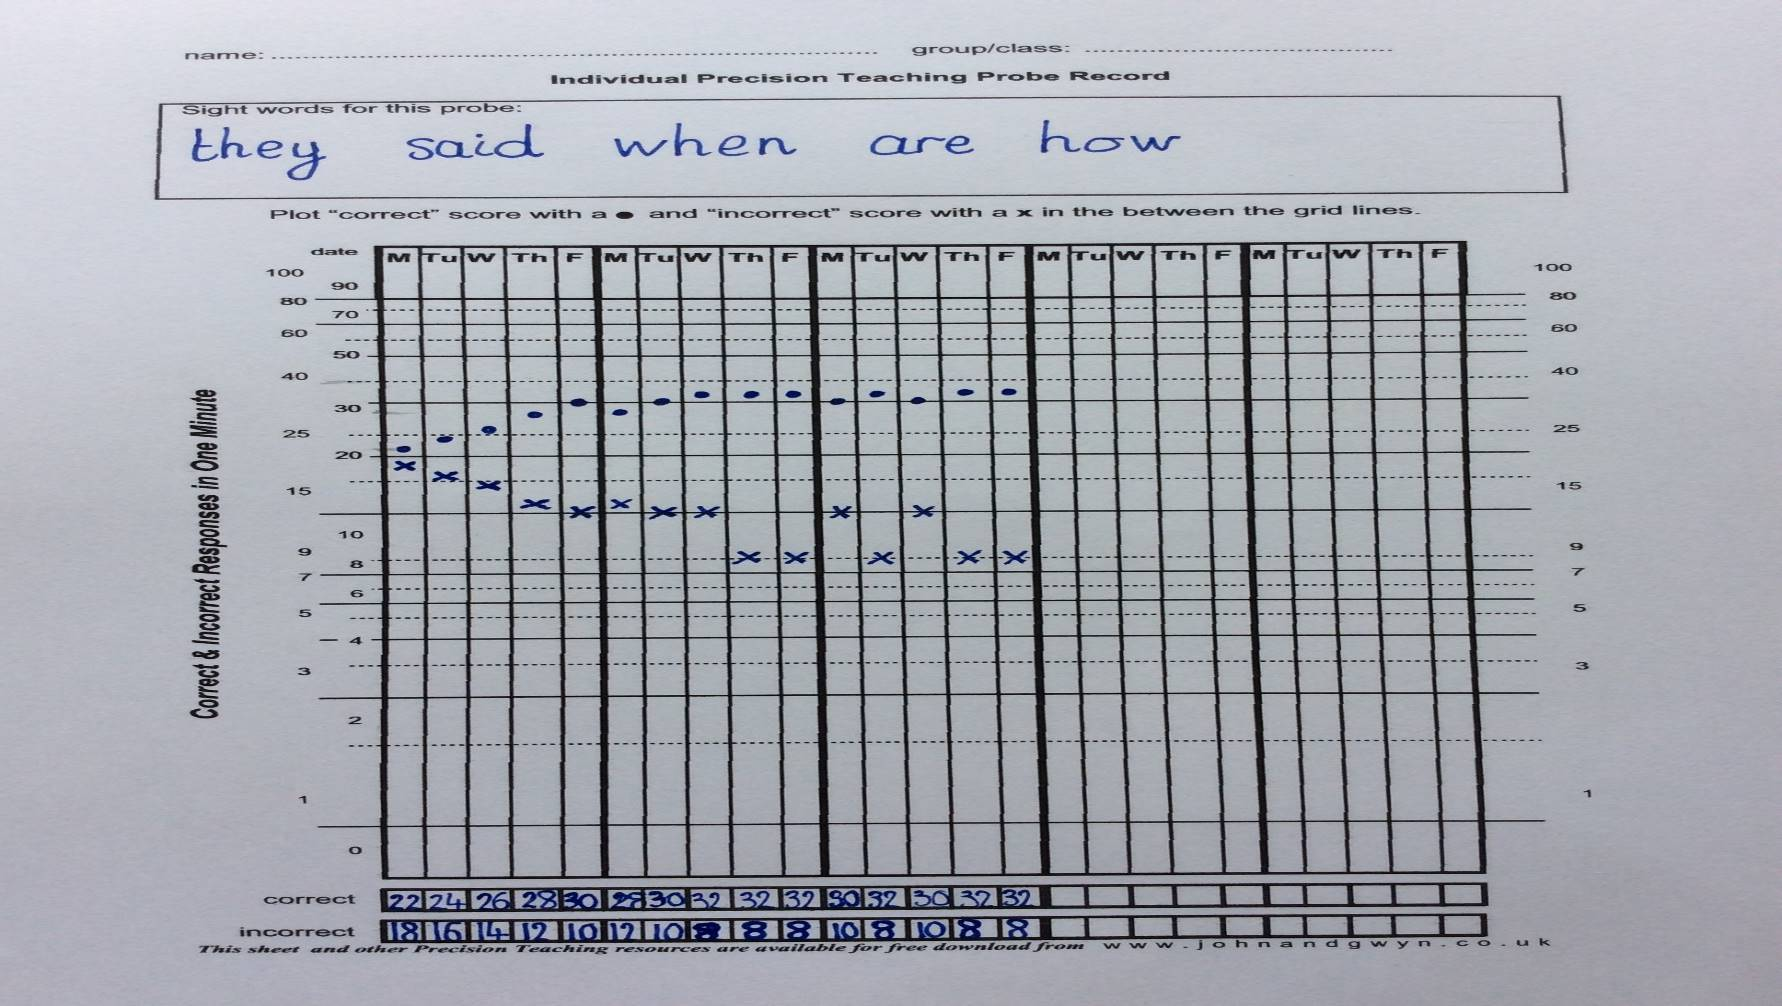 name: group/class:
Individual Precision Teaching Probe Record
Sight words for this probe:
they said when are how
Plot "correct" score with a ● and "incorrect" score with a x in the between the grid lines.
date M Tu W Th F M Tu W Th F M Tu W Th F M Tu W Th F M Tu W Th F
100 100
90
80 80
70
60 60
50
40 40
30
25 25
20
15 15
10
9 9
8
7 7
6
5 5
4
3 3
2
1 1
0
Correct & Incorrect Responses in One Minute
correct 22 24 26 28 30 28 30 32 32 32 30 32 30 32 32
incorrect 18 16 14 12 10 12 10 8 8 8 10 8 10 8 8
This sheet and other Precision Teaching resources are available for free download from www.johnandgwyn.co.uk